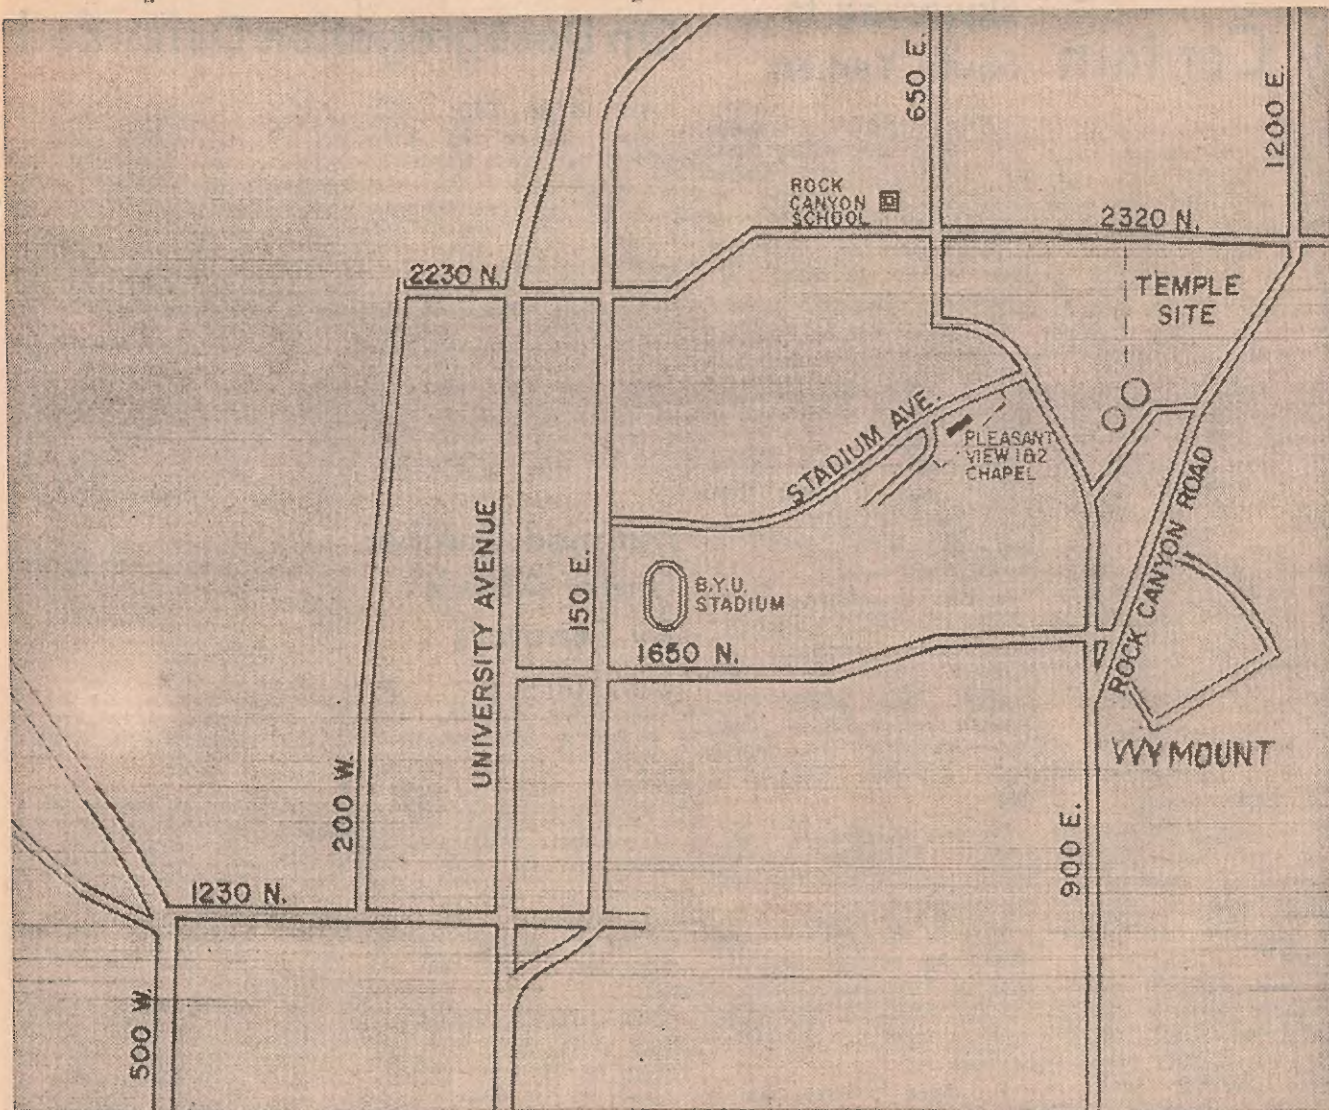 650 E.
1200 E.
ROCK
CANYON
SCHOOL
2320 N.
2230 N.
TEMPLE
SITE
STADIUM AVE.
PLEASANT
VIEW 1&2
CHAPEL
UNIVERSITY AVENUE
150 E.
B.Y.U.
STADIUM
ROCK CANYON ROAD
1650 N.
WYMOUNT
200 W.
900 E.
1230 N.
500 W.